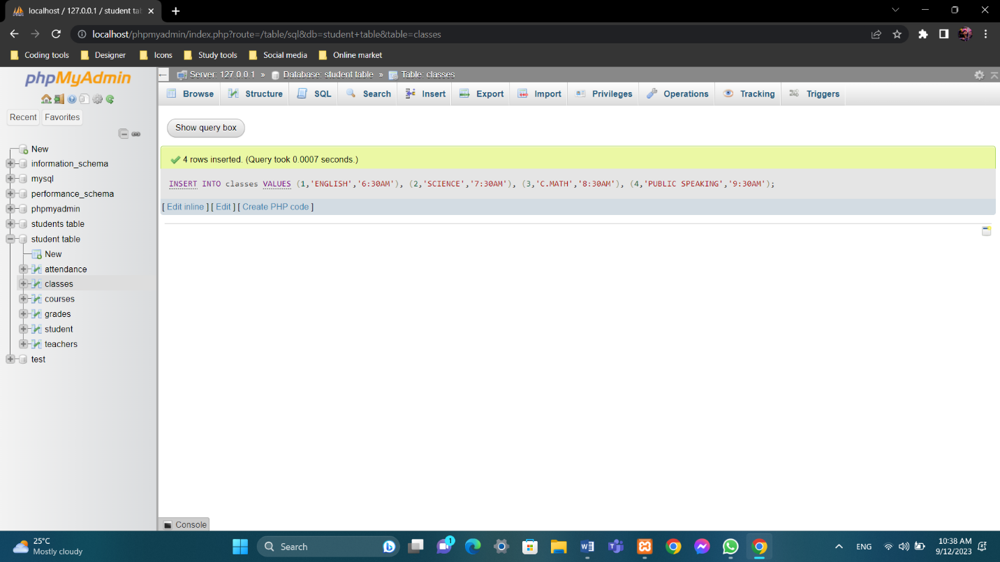 localhost / 127.0.0.1 / student tal
localhost/phpmyadmin/index.php?route=/table/sql&db=student+table&table=classes
Coding tools Designer Icons Study tools Social media Online market
phpMyAdmin
Recent Favorites
New
information_schema
mysql
performance_schema
phpmyadmin
students table
student table
New
attendance
classes
courses
grades
student
teachers
test
Server: 127.0.0.1 » Database: student table » Table: classes
Browse Structure SQL Search Insert Export Import Privileges Operations Tracking Triggers
Show query box
4 rows inserted. (Query took 0.0007 seconds.)
INSERT INTO classes VALUES (1,'ENGLISH','6:30AM'), (2,'SCIENCE','7:30AM'), (3,'C.MATH','8:30AM'), (4,'PUBLIC SPEAKING','9:30AM');
[ Edit inline ] [ Edit ] [ Create PHP code ]
Console
25°C
Mostly cloudy
Search
1
ENG
10:38 AM
9/12/2023